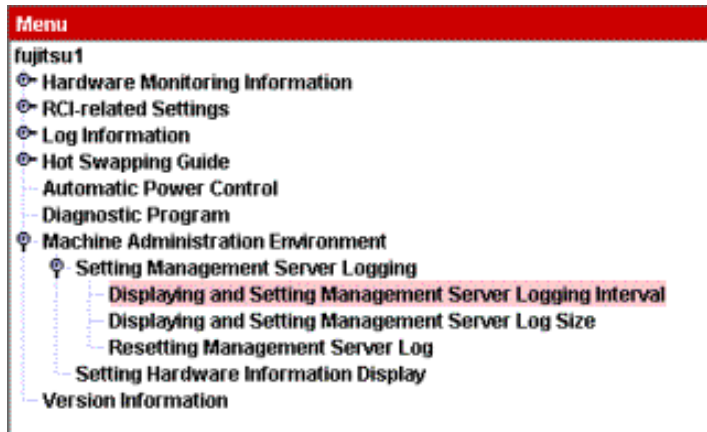 Menu
fujitsu1
Hardware Monitoring Information
RCI-related Settings
Log Information
Hot Swapping Guide
Automatic Power Control
Diagnostic Program
Machine Administration Environment
Setting Management Server Logging
Displaying and Setting Management Server Logging Interval
Displaying and Setting Management Server Log Size
Resetting Management Server Log
Setting Hardware Information Display
Version Information